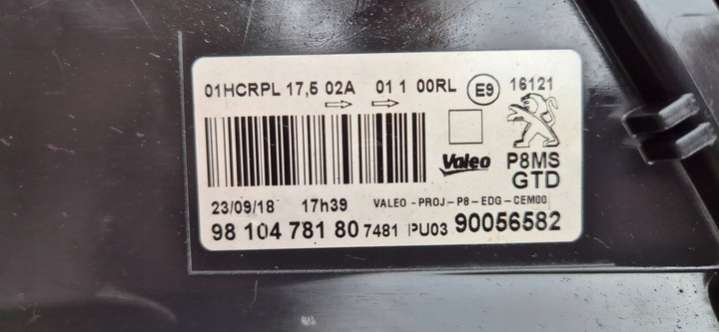 01HCRPL 17,5 02A 01 1 00RL E9 16121
Valeo P8MS
GTD
23/09/18 17h39 VALEO-PROJ-P8-EDG-CEM00
98 104 781 80 7481 PU03 90056582